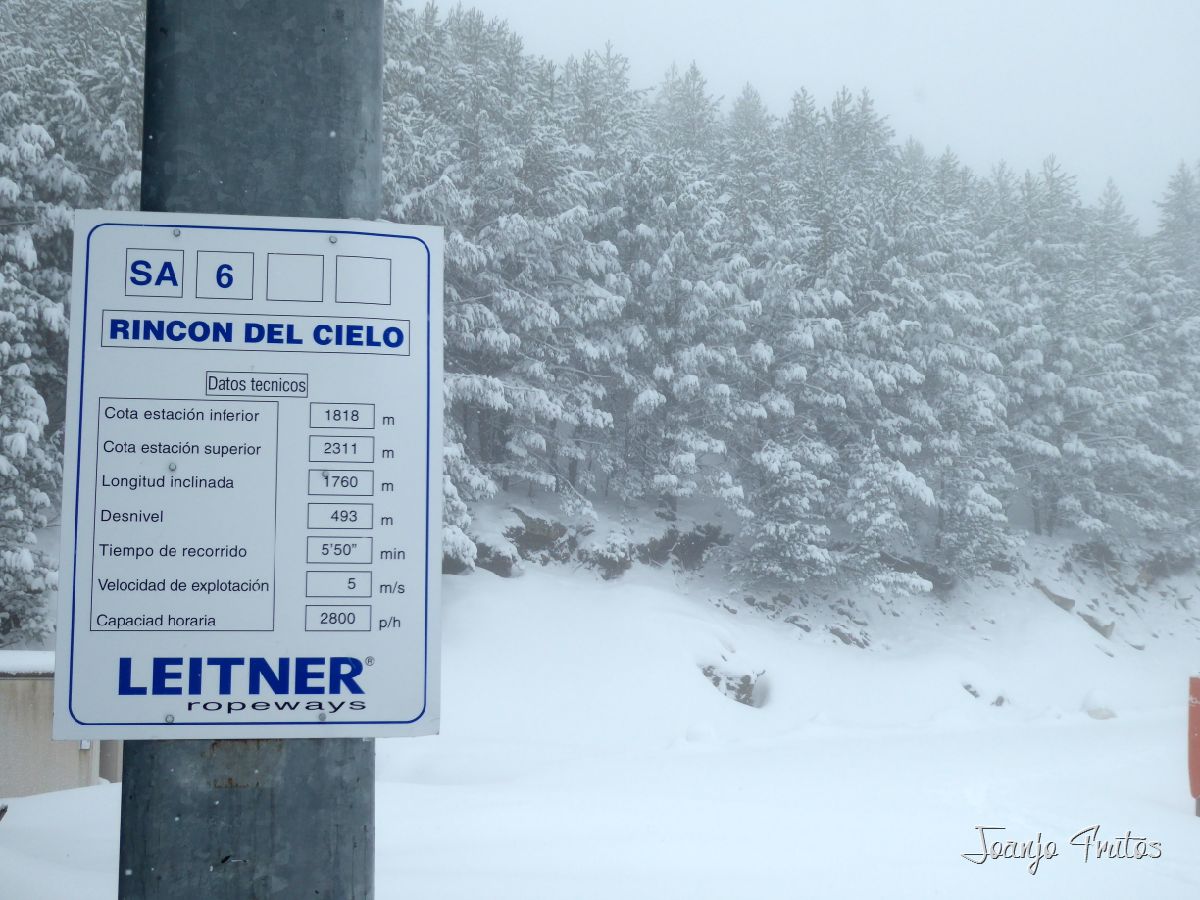 SA 6
RINCON DEL CIELO
Datos tecnicos
Cota estación inferior 1818 m
Cota estación superior 2311 m
Longitud inclinada 1760 m
Desnivel 493 m
Tiempo de recorrido 5'50" min
Velocidad de explotación 5 m/s
Capaciad horaria 2800 p/h
LEITNER®
ropeways
Joanjo Frutos